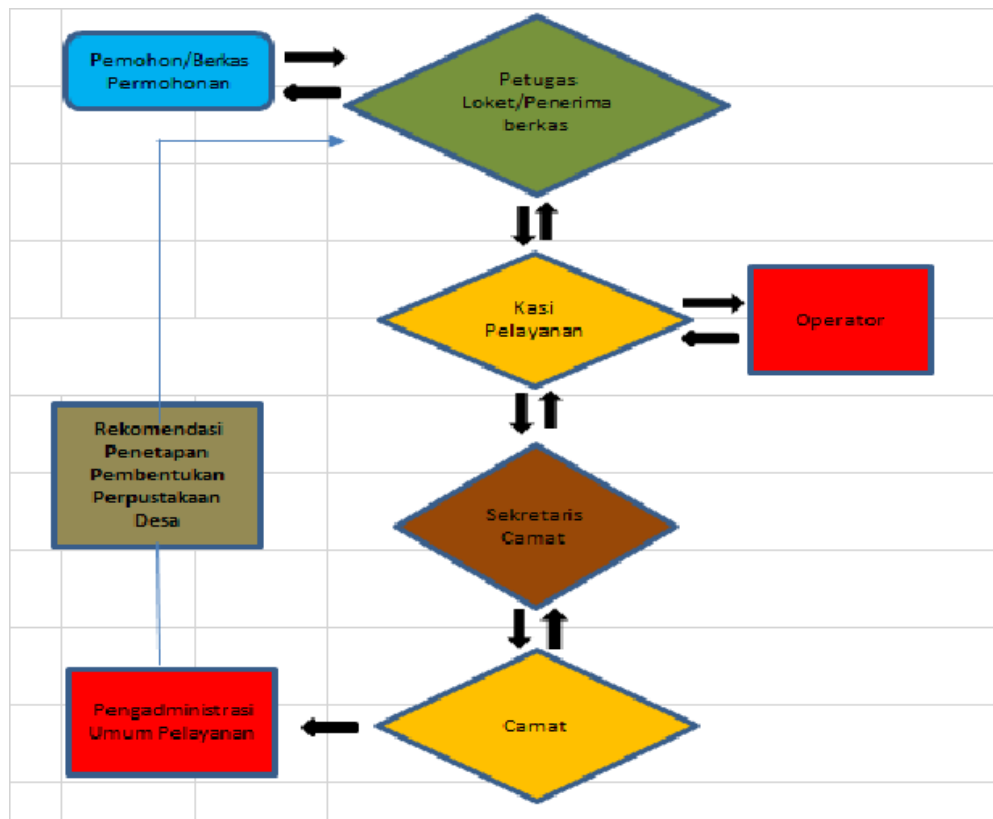 Pemohon/Berkas
Permohonan
Petugas
Loket/Penerima
berkas
Kasi
Pelayanan
Operator
Rekomendasi
Penetapan
Pembentukan
Perpustakaan
Desa
Sekretaris
Camat
Pengadministrasi
Umum Pelayanan
Camat